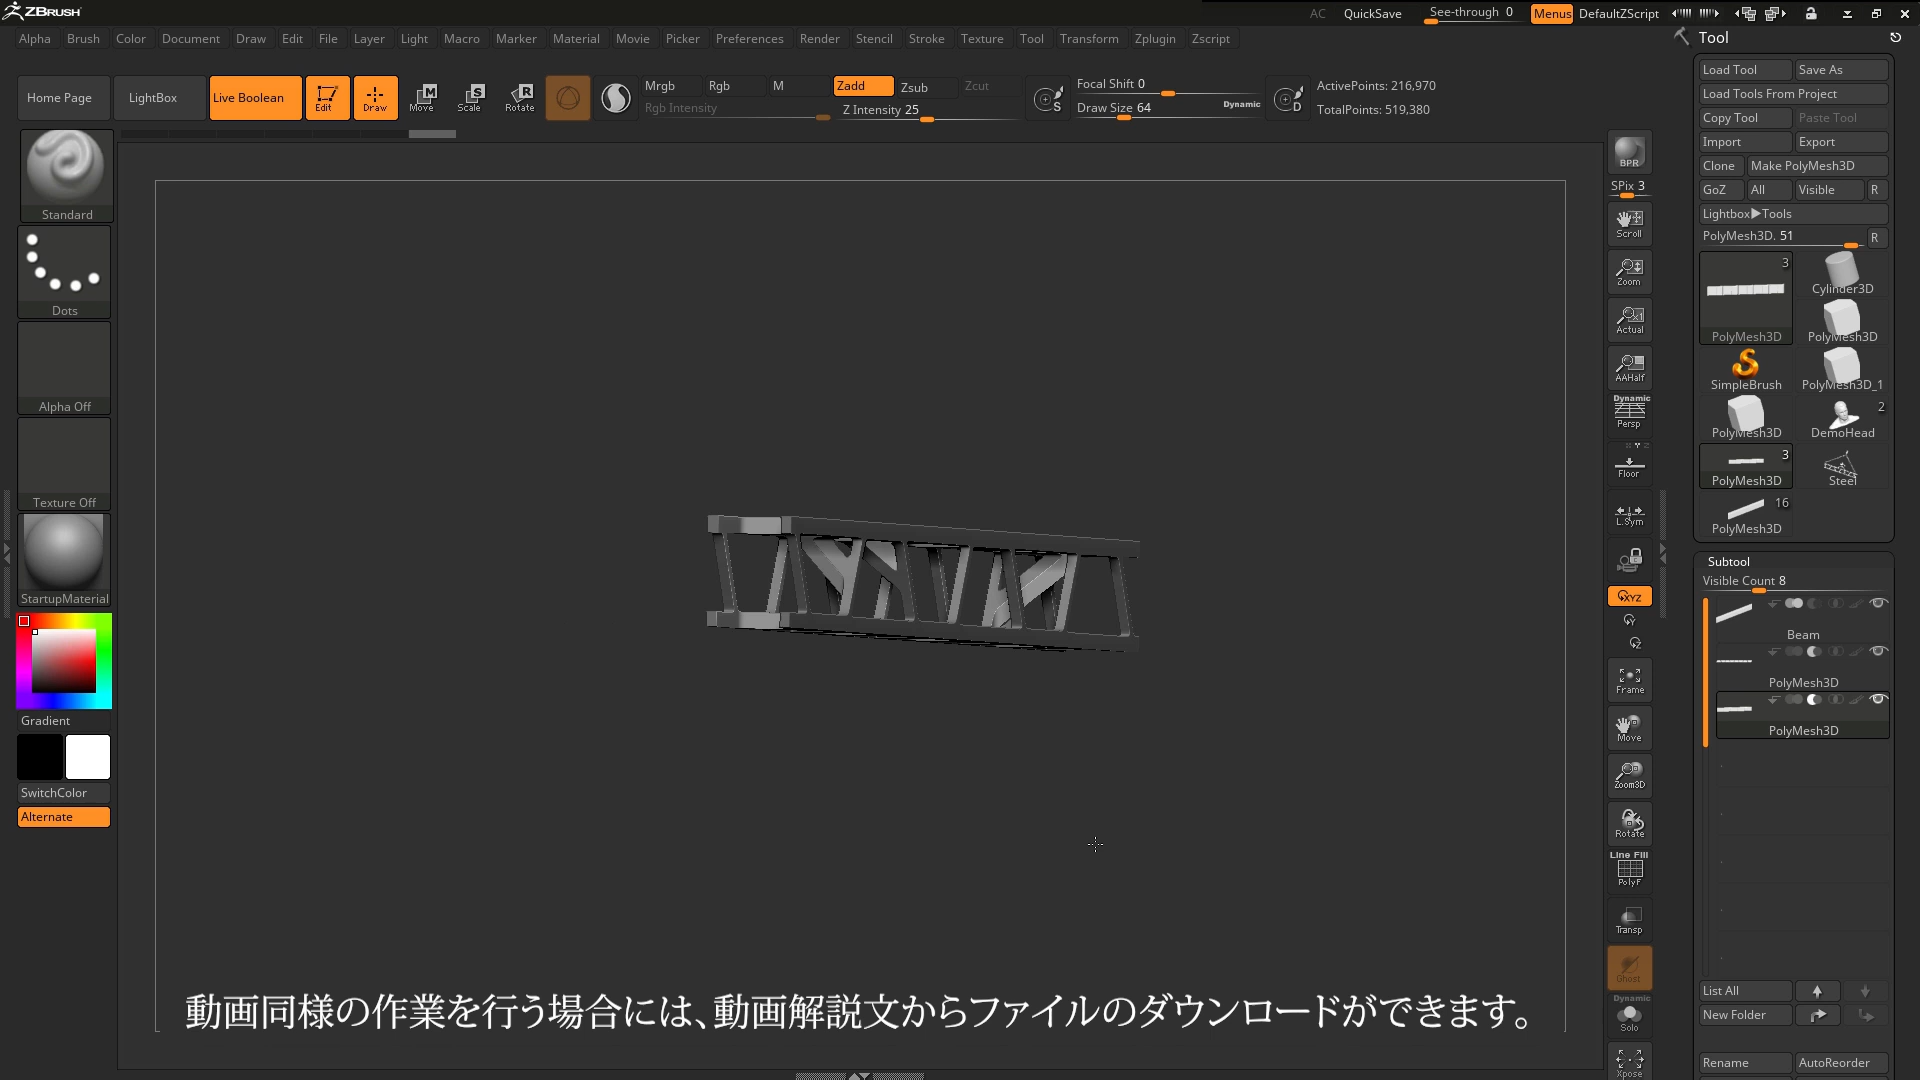 ZBRUSH
AC QuickSave See-through 0 Menus DefaultZScript
Alpha Brush Color Document Draw Edit File Layer Light Macro Marker Material Movie Picker Preferences Render Stencil Stroke Texture Tool Transform Zplugin Zscript
Home Page LightBox Live Boolean Edit Draw Move Scale Rotate
Mrgb Rgb M Zadd Zsub Zcut
Rgb Intensity Z Intensity 25
Focal Shift 0
Draw Size 64 Dynamic
ActivePoints: 216,970
TotalPoints: 519,380
Standard
Dots
Alpha Off
Texture Off
StartupMaterial
Gradient
SwitchColor
Alternate
BPR
SPix 3
Scroll
Zoom
Actual
AAHalf
Dynamic
Persp
Floor
L.Sym
XYZ
Y
Z
Frame
Move
Zoom3D
Rotate
Line Fill
PolyF
Transp
Ghost
Dynamic
Solo
Xpose
Tool
Load Tool Save As
Load Tools From Project
Copy Tool Paste Tool
Import Export
Clone Make PolyMesh3D
GoZ All Visible R
Lightbox▶Tools
PolyMesh3D. 51 R
3
PolyMesh3D Cylinder3D
PolyMesh3D
SimpleBrush PolyMesh3D_1
PolyMesh3D DemoHead 2
3
PolyMesh3D Steel
16
PolyMesh3D
Subtool
Visible Count 8
Beam
PolyMesh3D
PolyMesh3D
List All
New Folder
Rename AutoReorder
動画同様の作業を行う場合には、動画解説文からファイルのダウンロードができます。